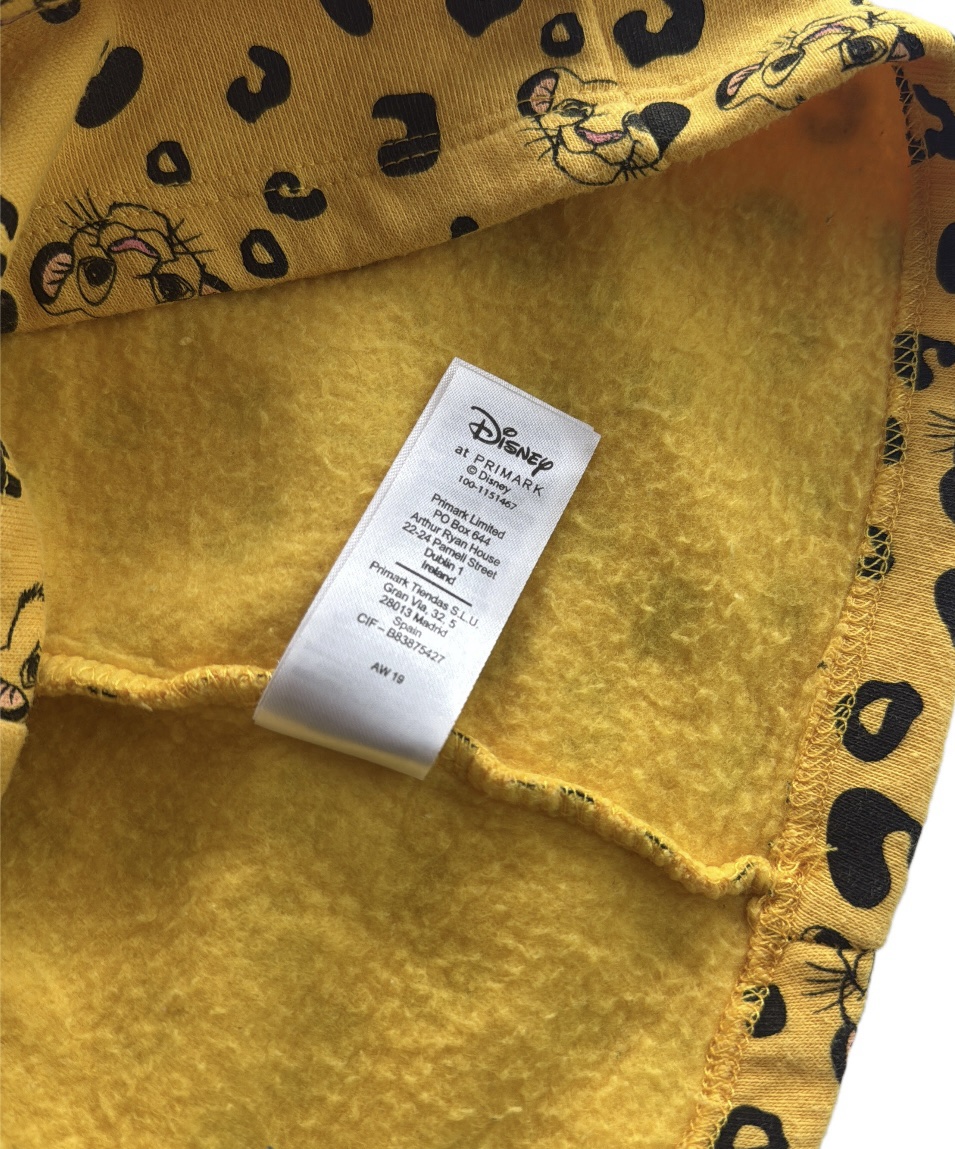 Disney
at PRIMARK
© Disney
100-1151467
Primark Limited
PO Box 644
Arthur Ryan House
22-24 Parnell Street
Dublin 1
Ireland
Primark Tiendas S.L.U.
Gran Via, 32, 5
28013 Madrid
Spain
CIF – B83875427
AW 19